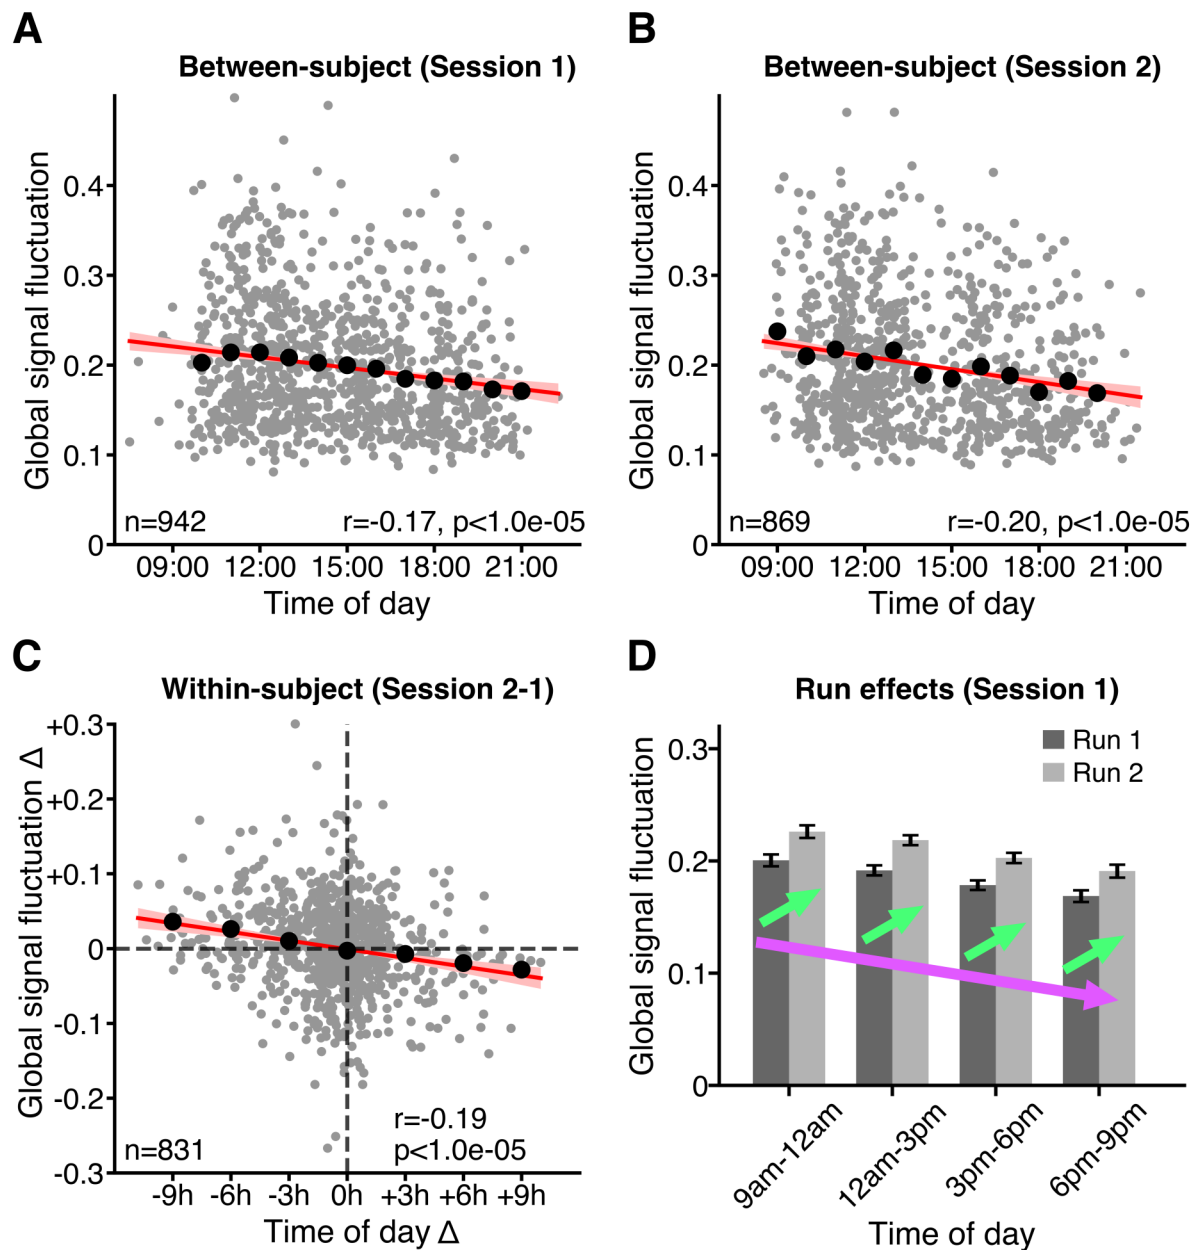 A
Between-subject (Session 1)
Global signal fluctuation
0.4
0.3
0.2
0.1
0
n=942
r=-0.17, p<1.0e-05
09:00 12:00 15:00 18:00 21:00
Time of day
B
Between-subject (Session 2)
Global signal fluctuation
0.4
0.3
0.2
0.1
0
n=869
r=-0.20, p<1.0e-05
09:00 12:00 15:00 18:00 21:00
Time of day
C
Within-subject (Session 2-1)
Global signal fluctuation Δ
+0.3
+0.2
+0.1
0
-0.1
-0.2
-0.3
n=831
r=-0.19
p<1.0e-05
-9h -6h -3h 0h +3h +6h +9h
Time of day Δ
D
Run effects (Session 1)
Global signal fluctuation
0.3
0.2
0.1
0
Run 1
Run 2
9am-12am
12am-3pm
3pm-6pm
6pm-9pm
Time of day